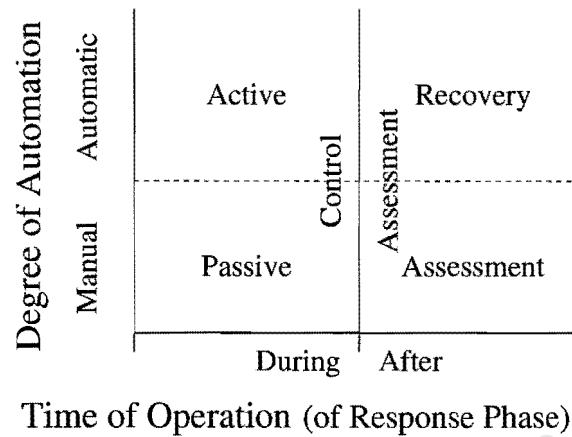 Degree of Automation
Automatic
Manual
Active
Recovery
Control
Assessment
Passive
Assessment
During
After
Time of Operation (of Response Phase)